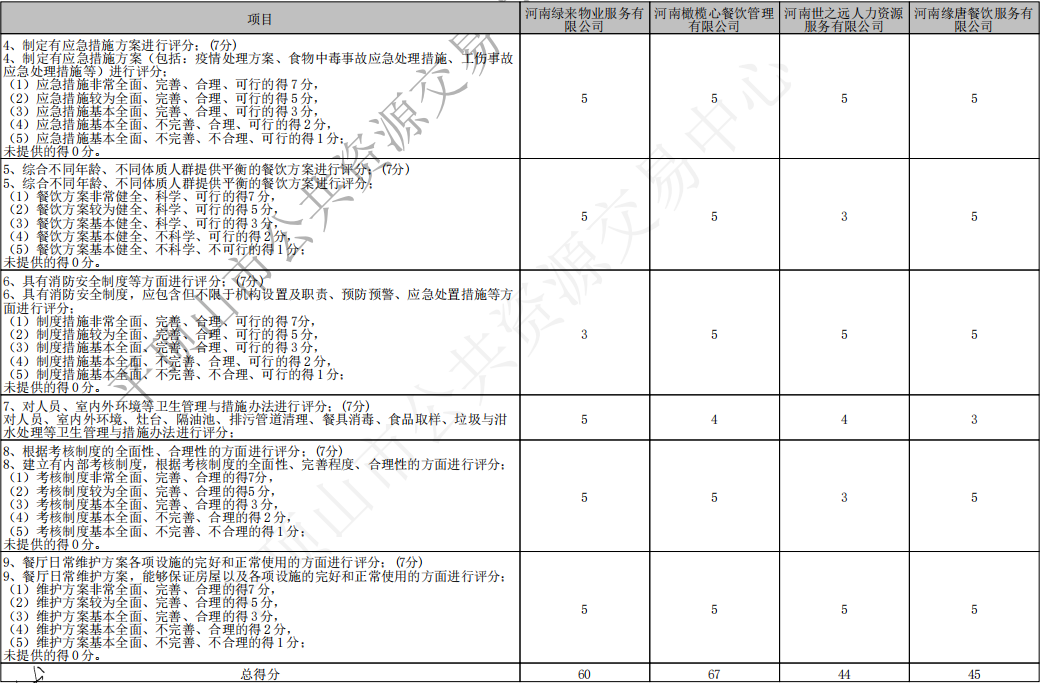 项目
河南绿来物业服务有
限公司
河南橄榄心餐饮管理
有限公司
河南世之远人力资源
服务有限公司
河南缘唐餐饮服务有
限公司
4、制定有应急措施方案进行评分；(7分)
4、制定有应急措施方案（包括：疫情处理方案、食物中毒事故应急处理措施、工伤事故
应急处理措施等）进行评分；
（1）应急措施非常全面、完善、合理、可行的得7分，
（2）应急措施较为全面、完善、合理、可行的得5分，
（3）应急措施基本全面、完善、合理、可行的得3分，
（4）应急措施基本全面、不完善、合理、可行的得2分，
（5）应急措施基本全面、不完善、不合理、可行的得1分；
未提供的得0分。
5
5
5
5
5、综合不同年龄、不同体质人群提供平衡的餐饮方案进行评分；(7分)
5、综合不同年龄、不同体质人群提供平衡的餐饮方案进行评分；
（1）餐饮方案非常健全、科学、可行的得7分，
（2）餐饮方案较为健全、科学、可行的得5分，
（3）餐饮方案基本健全、科学、可行的得3分，
（4）餐饮方案基本健全、不科学、可行的得2分，
（5）餐饮方案基本健全、不科学、不可行的得1分；
未提供的得0分。
5
5
3
5
6、具有消防安全制度等方面进行评分；(7分)
6、具有消防安全制度，应包含但不限于机构设置及职责、预防预警、应急处置措施等方
面进行评分；
（1）制度措施非常全面、完善、合理、可行的得7分，
（2）制度措施较为全面、完善、合理、可行的得5分，
（3）制度措施基本全面、完善、合理、可行的得3分，
（4）制度措施基本全面、不完善、合理、可行的得2分，
（5）制度措施基本全面、不完善、不合理、可行的得1分；
未提供的得0分。
3
5
5
5
7、对人员、室内外环境等卫生管理与措施办法进行评分；(7分)
对人员、室内外环境、灶台、隔油池、排污管道清理、餐具消毒、食品取样、垃圾与泔
水处理等卫生管理与措施办法进行评分；
5
4
4
3
8、根据考核制度的全面性、合理性的方面进行评分；(7分)
8、建立有内部考核制度，根据考核制度的全面性、完善程度、合理性的方面进行评分；
（1）考核制度非常全面、完善、合理的得7分，
（2）考核制度较为全面、完善、合理的得5分，
（3）考核制度基本全面、完善、合理的得3分，
（4）考核制度基本全面、不完善、合理的得2分，
（5）考核制度基本全面、不完善、不合理的得1分；
未提供的得0分。
5
5
3
5
9、餐厅日常维护方案各项设施的完好和正常使用的方面进行评分；(7分)
9、餐厅日常维护方案，能够保证房屋以及各项设施的完好和正常使用的方面进行评分；
（1）维护方案非常全面、完善、合理的得7分，
（2）维护方案较为全面、完善、合理的得5分，
（3）维护方案基本全面、完善、合理的得3分，
（4）维护方案基本全面、不完善、合理的得2分，
（5）维护方案基本全面、不完善、不合理的得1分；
未提供的得0分。
5
5
5
5
总得分
60
67
44
45
平顶山市公共资源交易
顶山市公共资源交易中心